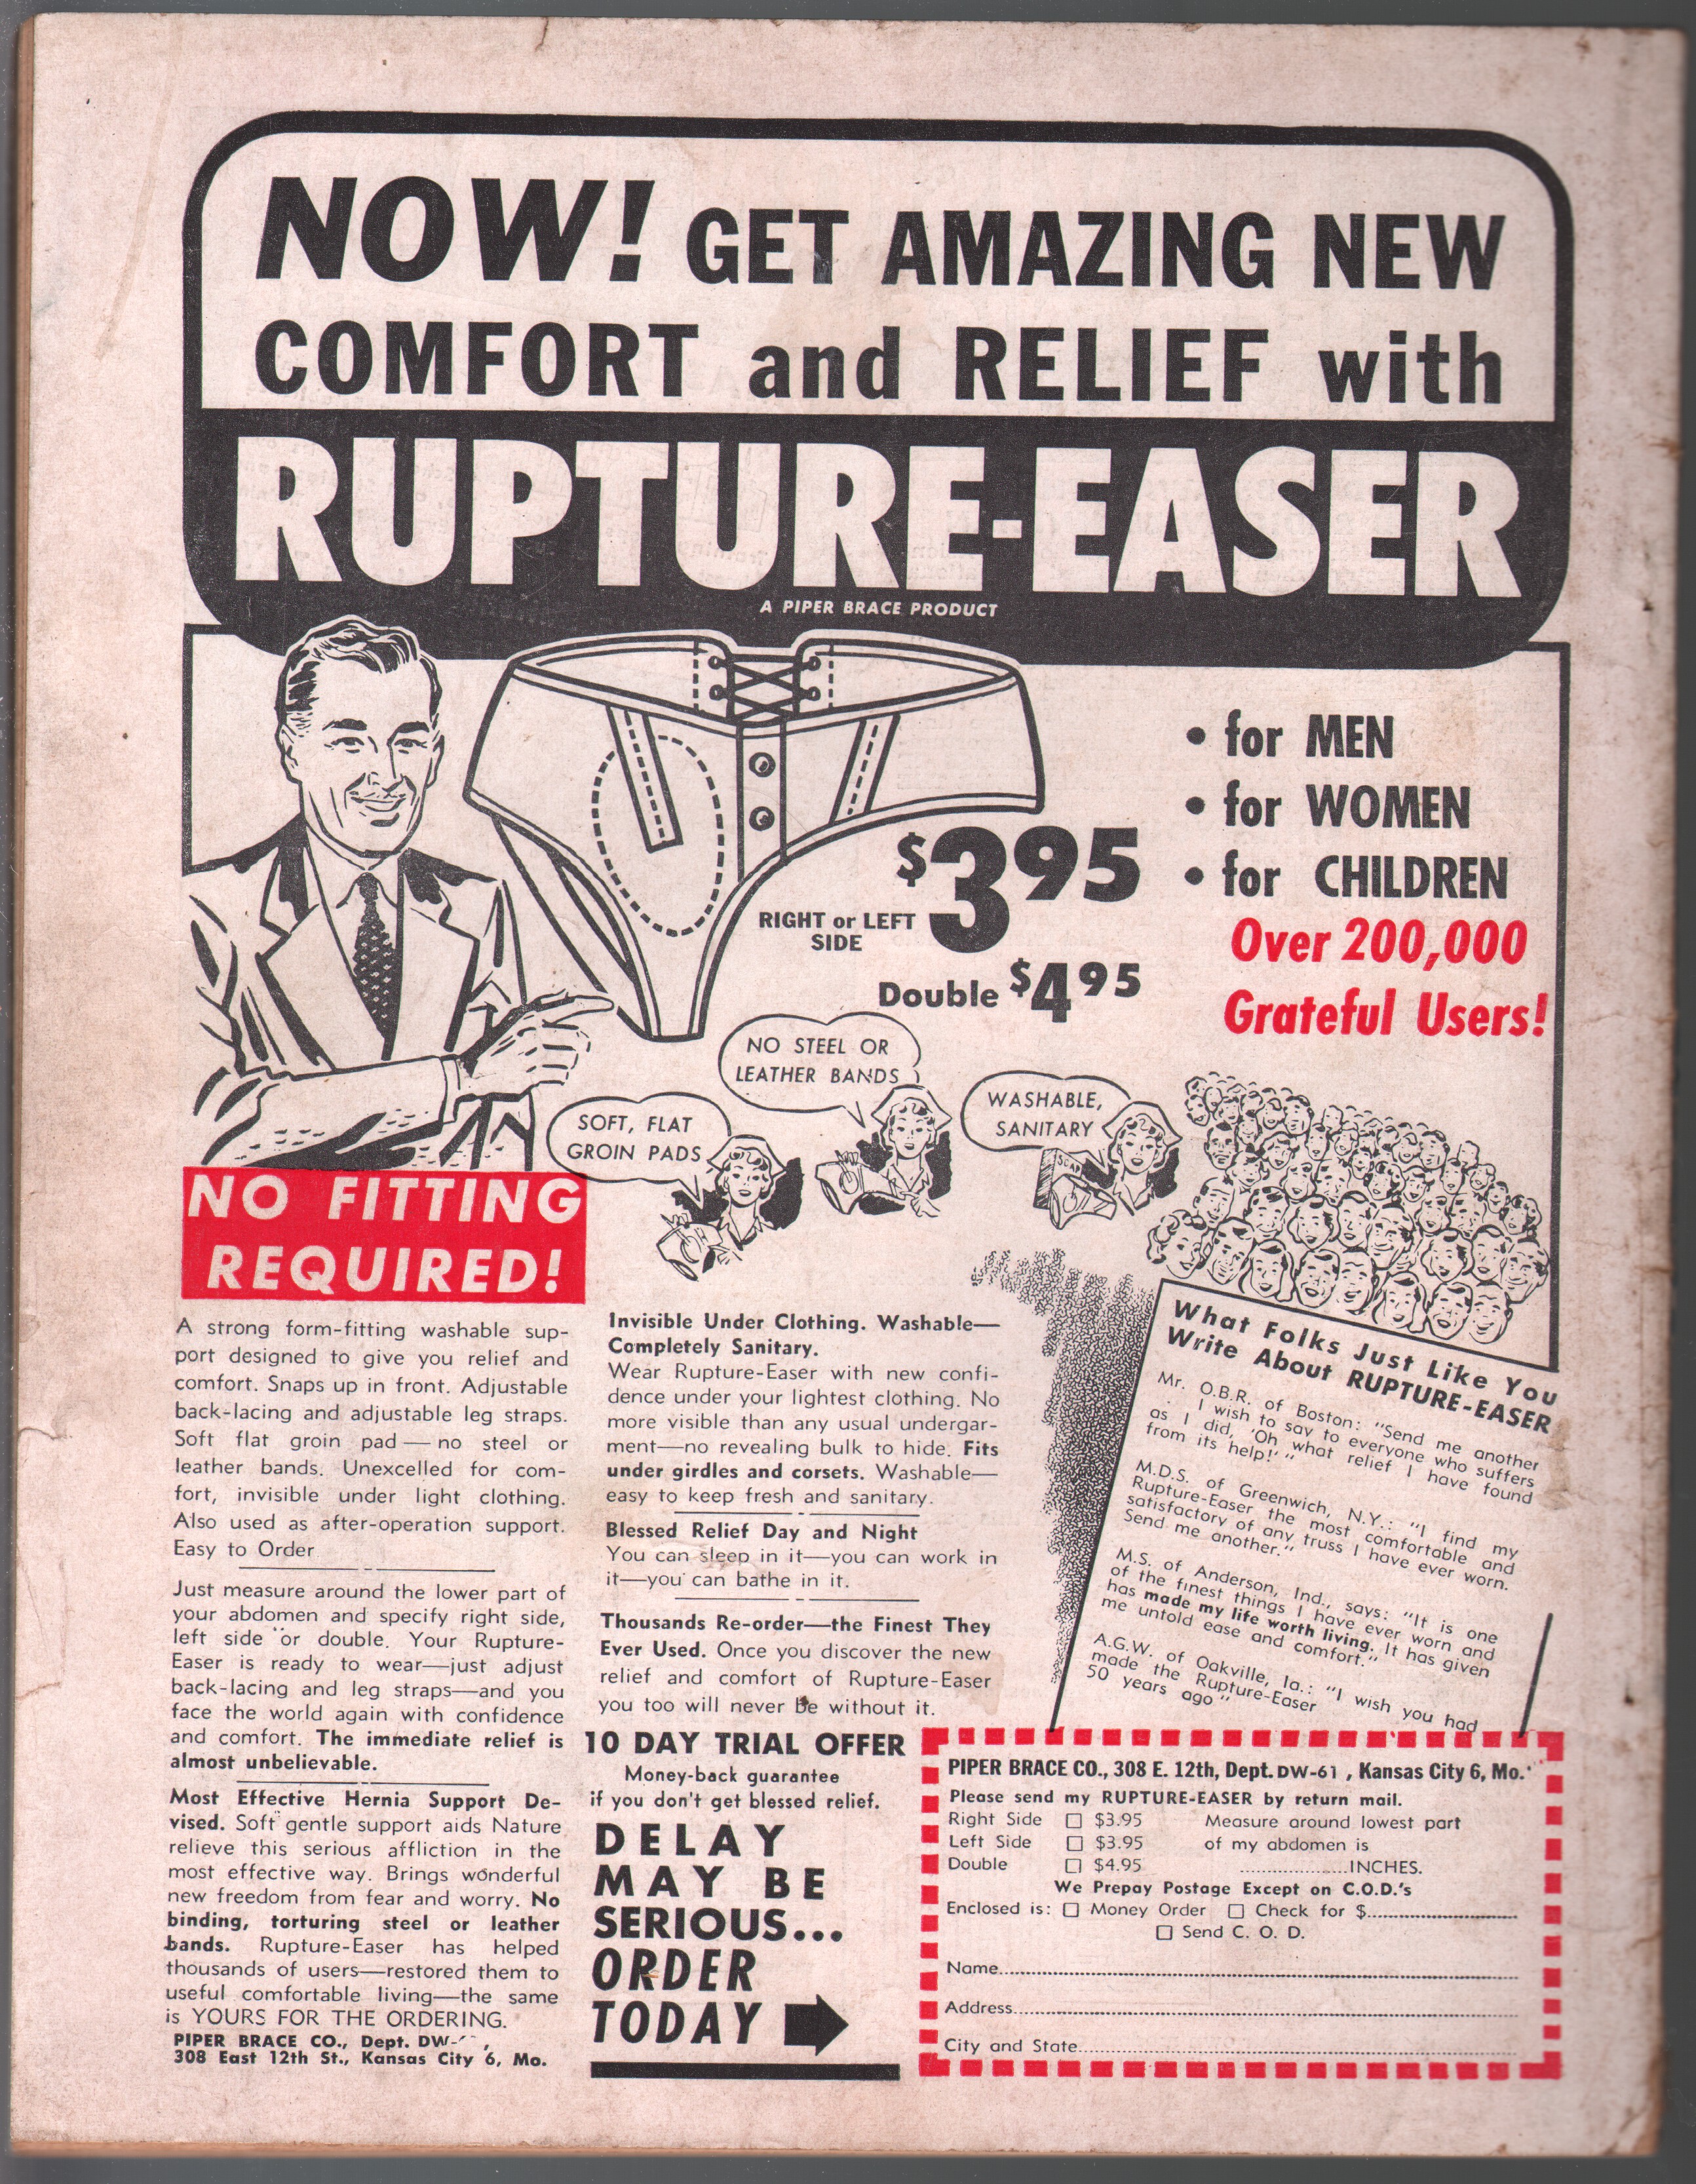 NOW! GET AMAZING NEW
COMFORT and RELIEF with
RUPTURE-EASER
A PIPER BRACE PRODUCT
• for MEN
• for WOMEN
• for CHILDREN
Over 200,000
Grateful Users!
$3.95
RIGHT or LEFT
SIDE
Double $4.95
NO STEEL OR
LEATHER BANDS
SOFT, FLAT
GROIN PADS
WASHABLE,
SANITARY
SOAP
NO FITTING
REQUIRED!
A strong form-fitting washable sup-
port designed to give you relief and
comfort. Snaps up in front. Adjustable
back-lacing and adjustable leg straps.
Soft flat groin pad — no steel or
leather bands. Unexcelled for com-
fort, invisible under light clothing.
Also used as after-operation support.
Easy to Order
Just measure around the lower part of
your abdomen and specify right side,
left side or double. Your Rupture-
Easer is ready to wear—just adjust
back-lacing and leg straps—and you
face the world again with confidence
and comfort. The immediate relief is
almost unbelievable.
Most Effective Hernia Support De-
vised. Soft gentle support aids Nature
relieve this serious affliction in the
most effective way. Brings wonderful
new freedom from fear and worry. No
binding, torturing steel or leather
bands. Rupture-Easer has helped
thousands of users—restored them to
useful comfortable living—the same
is YOURS FOR THE ORDERING.
PIPER BRACE CO., Dept. DW-
308 East 12th St., Kansas City 6, Mo.
Invisible Under Clothing. Washable—
Completely Sanitary.
Wear Rupture-Easer with new confi-
dence under your lightest clothing. No
more visible than any usual undergar-
ment—no revealing bulk to hide. Fits
under girdles and corsets. Washable—
easy to keep fresh and sanitary.
Blessed Relief Day and Night
You can sleep in it—you can work in
it—you can bathe in it.
Thousands Re-order—the Finest They
Ever Used. Once you discover the new
relief and comfort of Rupture-Easer
you too will never be without it.
10 DAY TRIAL OFFER
Money-back guarantee
if you don't get blessed relief.
DELAY
MAY BE
SERIOUS...
ORDER
TODAY
What Folks Just Like You
Write About RUPTURE-EASER
Mr. O.B.R. of Boston: "Send me another
. I wish to say to everyone who suffers
as I did, 'Oh what relief I have found
from its help!' "
M.D.S. of Greenwich, N.Y.: "I find my
Rupture-Easer the most comfortable and
satisfactory of any truss I have ever worn.
Send me another."
M.S. of Anderson, Ind., says: "It is one
of the finest things I have ever worn and
has made my life worth living. It has given
me untold ease and comfort."
A.G.W. of Oakville, Ia.: "I wish you had
made the Rupture-Easer
50 years ago"
PIPER BRACE CO., 308 E. 12th, Dept. DW-61 , Kansas City 6, Mo.
Please send my RUPTURE-EASER by return mail.
Right Side ☐ $3.95 Measure around lowest part
Left Side ☐ $3.95 of my abdomen is
Double ☐ $4.95 ....................INCHES.
We Prepay Postage Except on C.O.D.'s
Enclosed is: ☐ Money Order ☐ Check for $....................
☐ Send C. O. D.
Name....................
Address....................
City and State....................